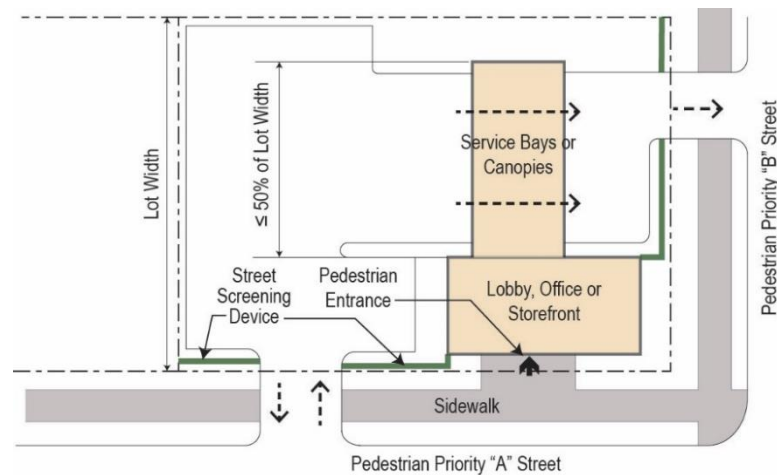 Lot Width
≤ 50% of Lot Width
Service Bays or
Canopies
Pedestrian Priority "B" Street
Street
Screening
Device
Pedestrian
Entrance
Lobby, Office or
Storefront
Sidewalk
Pedestrian Priority "A" Street